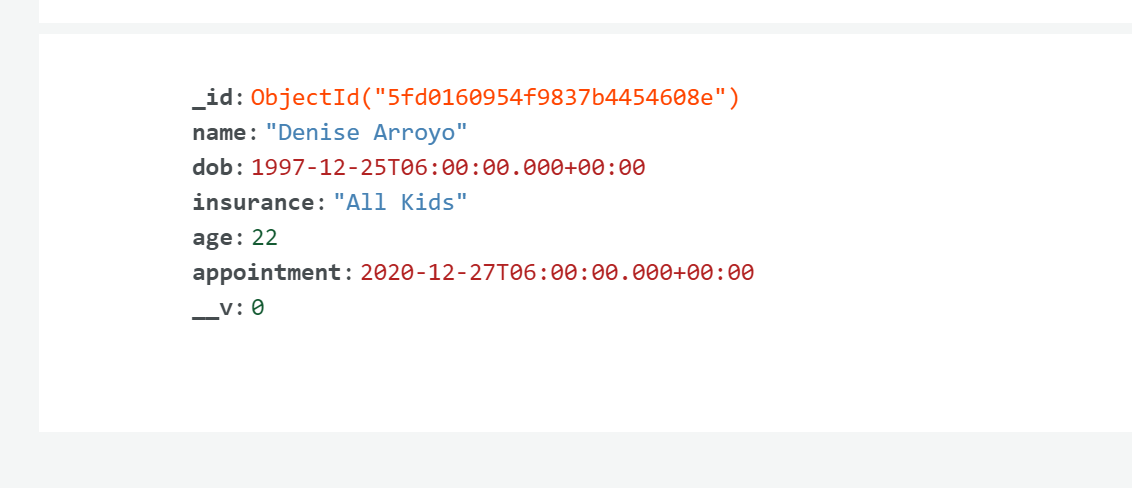 _id: ObjectId("5fd0160954f9837b4454608e")
name: "Denise Arroyo"
dob: 1997-12-25T06:00:00.000+00:00
insurance: "All Kids"
age: 22
appointment: 2020-12-27T06:00:00.000+00:00
__v: 0